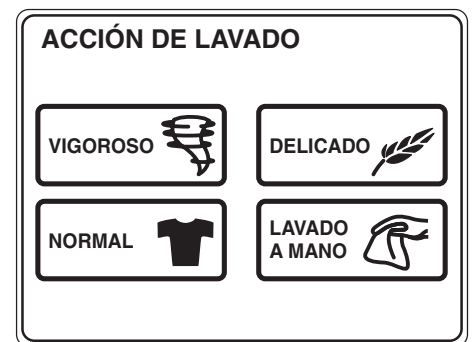 ACCIÓN DE LAVADO
VIGOROSO
DELICADO
NORMAL
LAVADO
A MANO